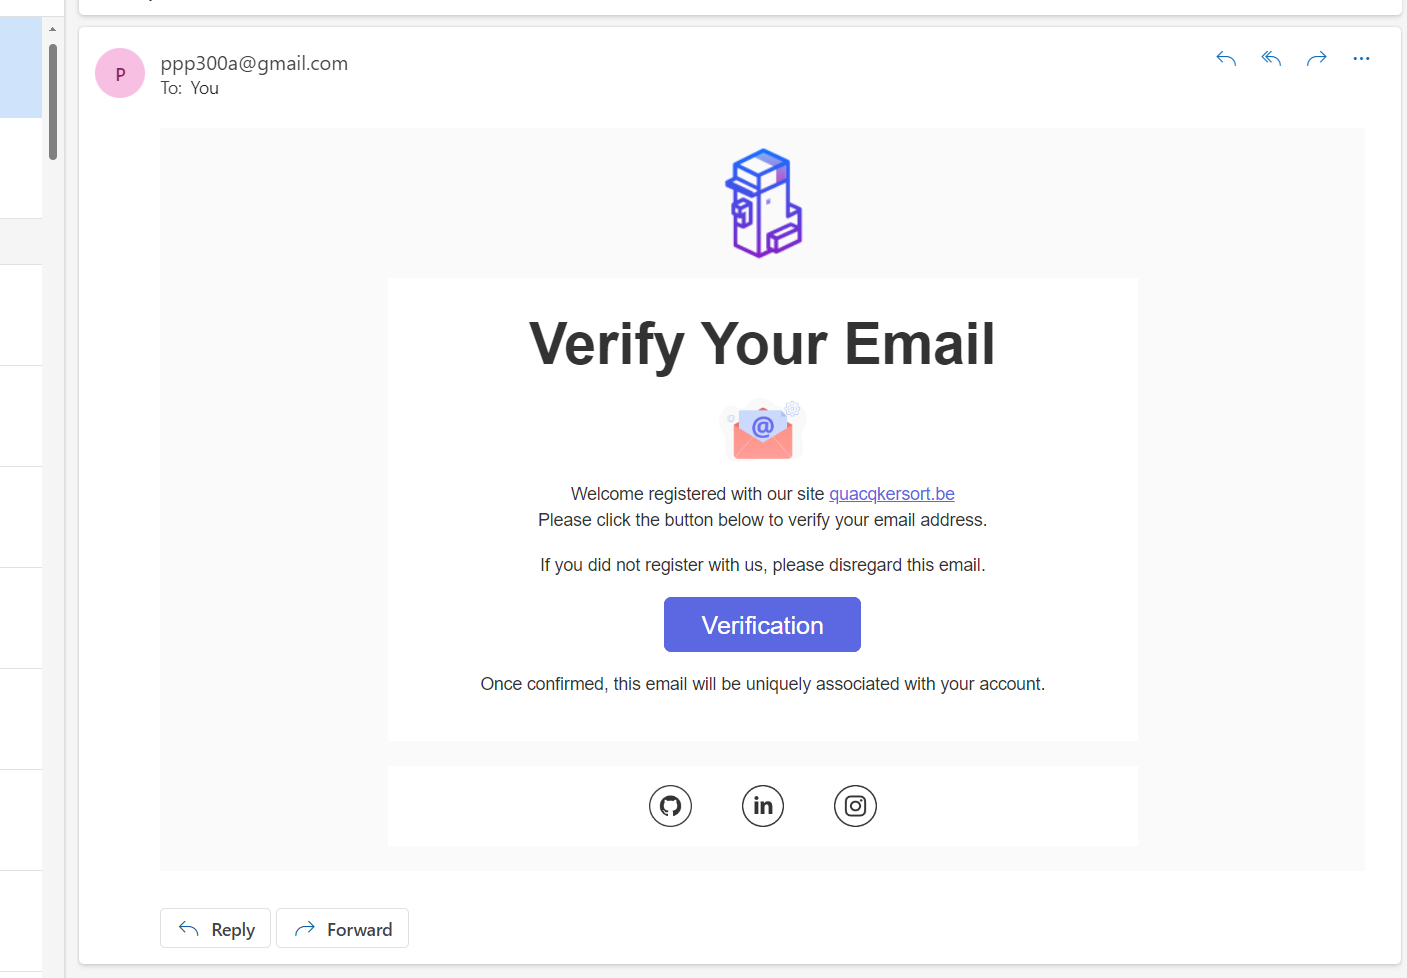 P
ppp300a@gmail.com
To: You
Verify Your Email
@
Welcome registered with our site quacqkersort.be
Please click the button below to verify your email address.
If you did not register with us, please disregard this email.
Verification
Once confirmed, this email will be uniquely associated with your account.
in
Reply
Forward